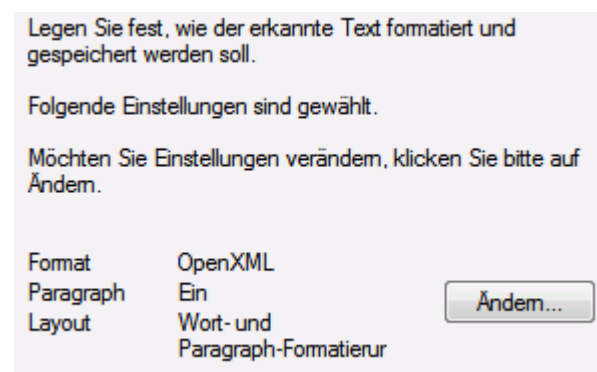 Legen Sie fest, wie der erkannte Text formatiert und
gespeichert werden soll.
Folgende Einstellungen sind gewählt.
Möchten Sie Einstellungen verändern, klicken Sie bitte auf
Ändern.
Format OpenXML
Paragraph Ein
Ändern...
Layout Wort- und
Paragraph-Formatierur